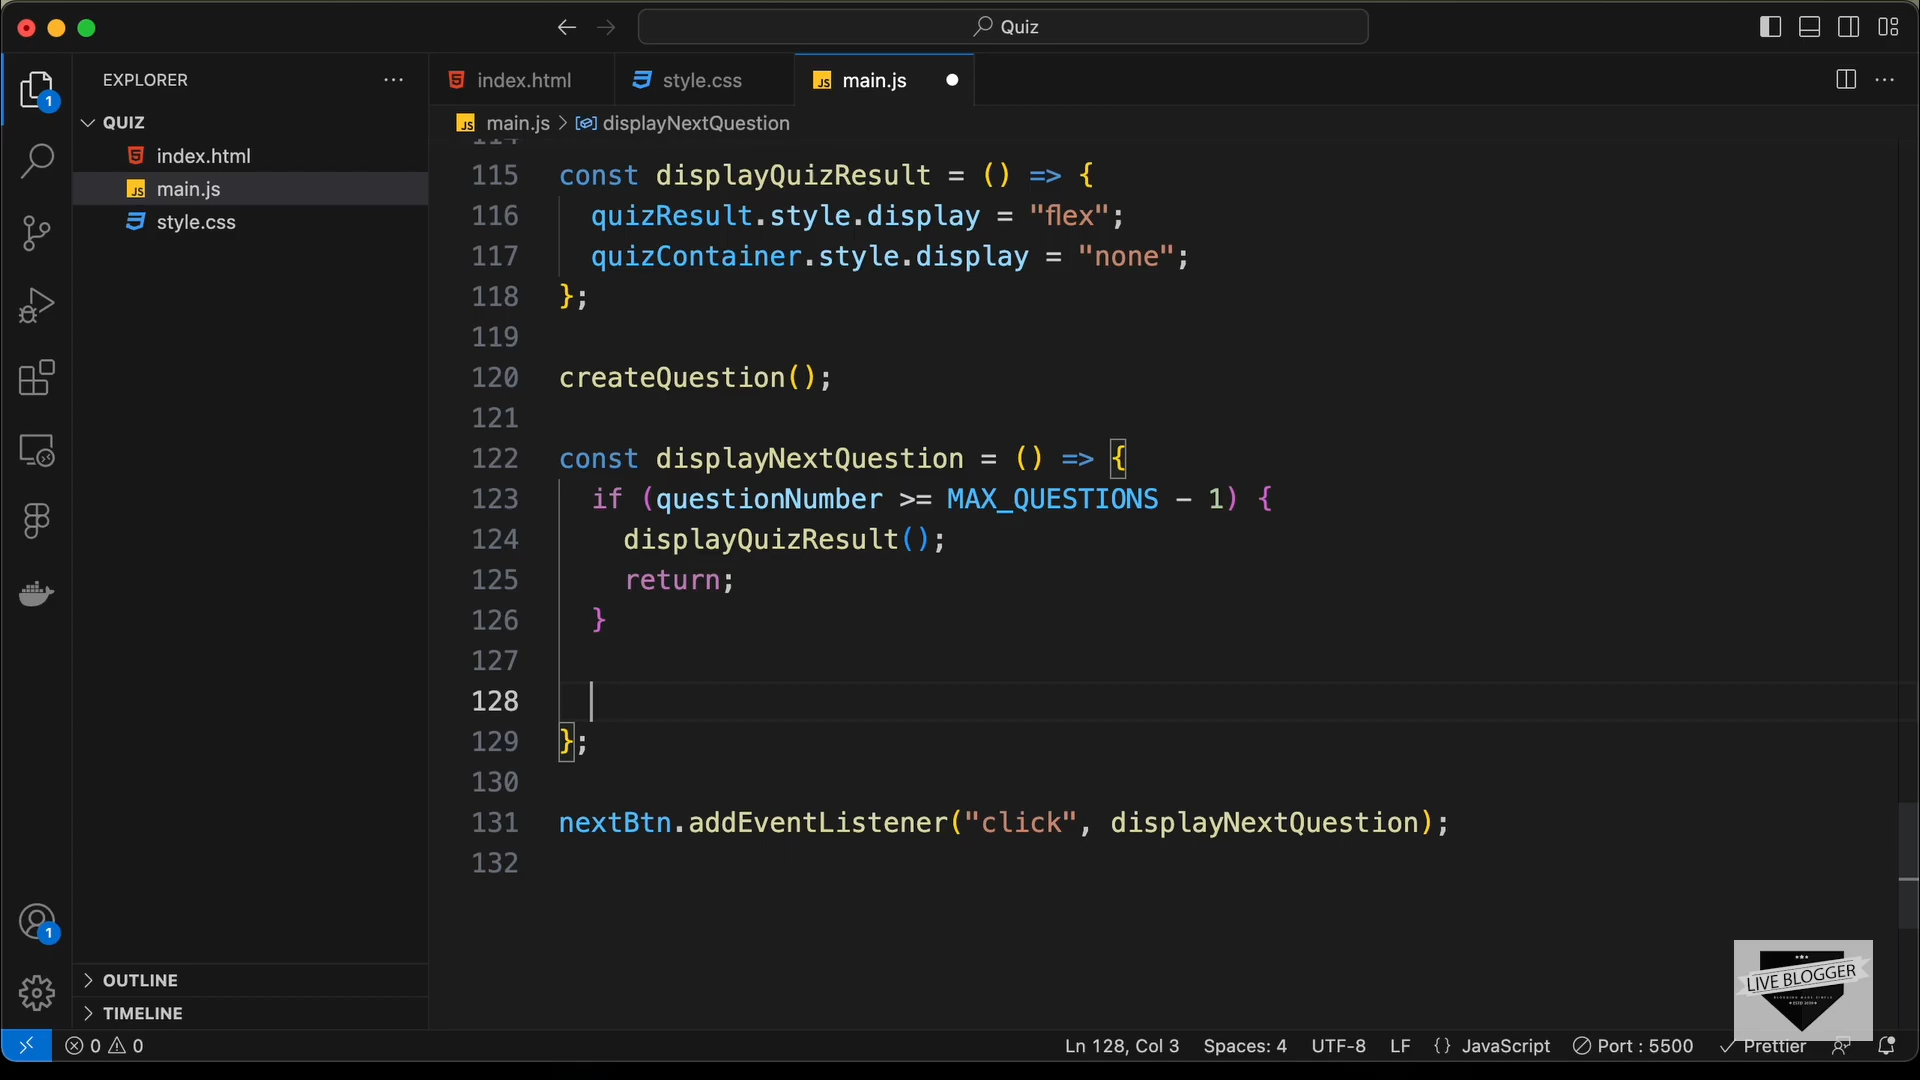 Quiz
EXPLORER
index.html
style.css
main.js
1
QUIZ
main.js > displayNextQuestion
index.html
main.js
style.css
115 const displayQuizResult = () => {
116 quizResult.style.display = "flex";
117 quizContainer.style.display = "none";
118 };
119
120 createQuestion();
121
122 const displayNextQuestion = () => {
123 if (questionNumber >= MAX_QUESTIONS - 1) {
124 displayQuizResult();
125 return;
126 }
127
128
129 };
130
131 nextBtn.addEventListener("click", displayNextQuestion);
132
1
OUTLINE
TIMELINE
LIVE BLOGGER
0 0
Ln 128, Col 3 Spaces: 4 UTF-8 LF {} JavaScript Port : 5500 Prettier